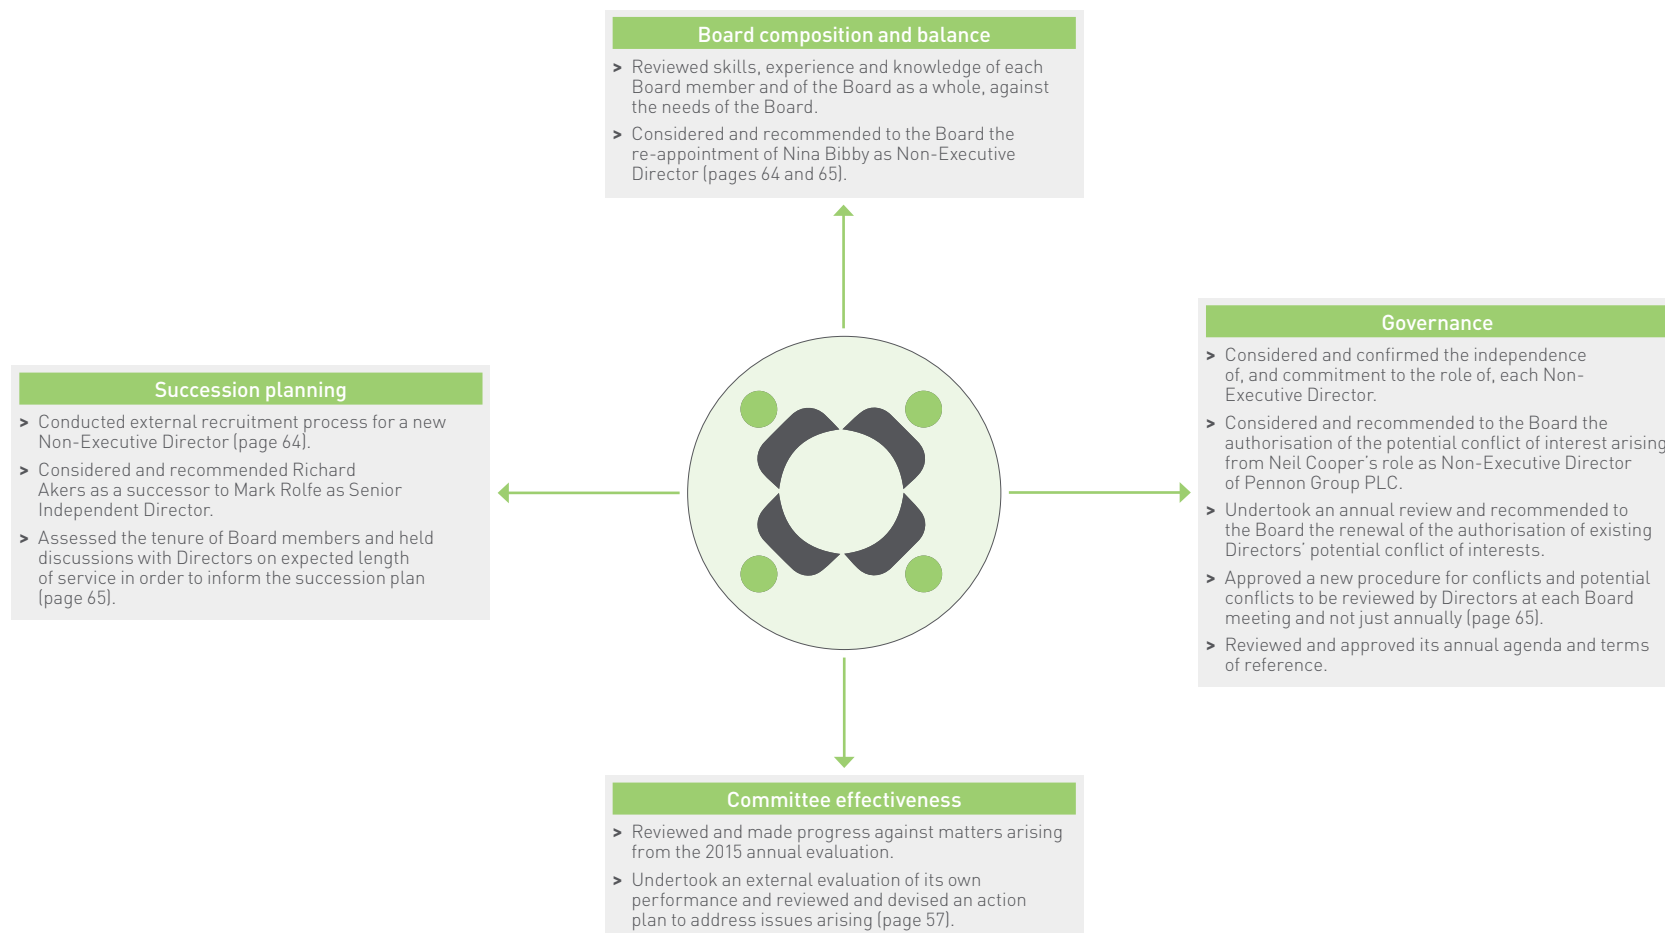 Board composition and balance
> Reviewed skills, experience and knowledge of each
Board member and of the Board as a whole, against
the needs of the Board.
> Considered and recommended to the Board the
re-appointment of Nina Bibby as Non-Executive
Director (pages 64 and 65).
Succession planning
> Conducted external recruitment process for a new
Non-Executive Director (page 64).
> Considered and recommended Richard
Akers as a successor to Mark Rolfe as Senior
Independent Director.
> Assessed the tenure of Board members and held
discussions with Directors on expected length
of service in order to inform the succession plan
(page 65).
Governance
> Considered and confirmed the independence
of, and commitment to the role of, each Non-
Executive Director.
> Considered and recommended to the Board the
authorisation of the potential conflict of interest arising
from Neil Cooper's role as Non-Executive Director
of Pennon Group PLC.
> Undertook an annual review and recommended to
the Board the renewal of the authorisation of existing
Directors' potential conflict of interests.
> Approved a new procedure for conflicts and potential
conflicts to be reviewed by Directors at each Board
meeting and not just annually (page 65).
> Reviewed and approved its annual agenda and terms
of reference.
Committee effectiveness
> Reviewed and made progress against matters arising
from the 2015 annual evaluation.
> Undertook an external evaluation of its own
performance and reviewed and devised an action
plan to address issues arising (page 57).